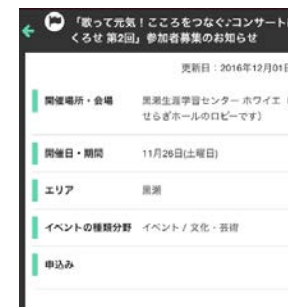 「歌って元気！こころをつなぐ♪コンサートに
くろせ 第2回」参加者募集のお知らせ
更新日：2016年12月01日
開催場所・会場 黒瀬生涯学習センター ホワイエ（
せらぎホールのロビーです）
開催日・期間 11月26日(土曜日)
エリア 黒瀬
イベントの種類分野 イベント / 文化・芸術
申込み